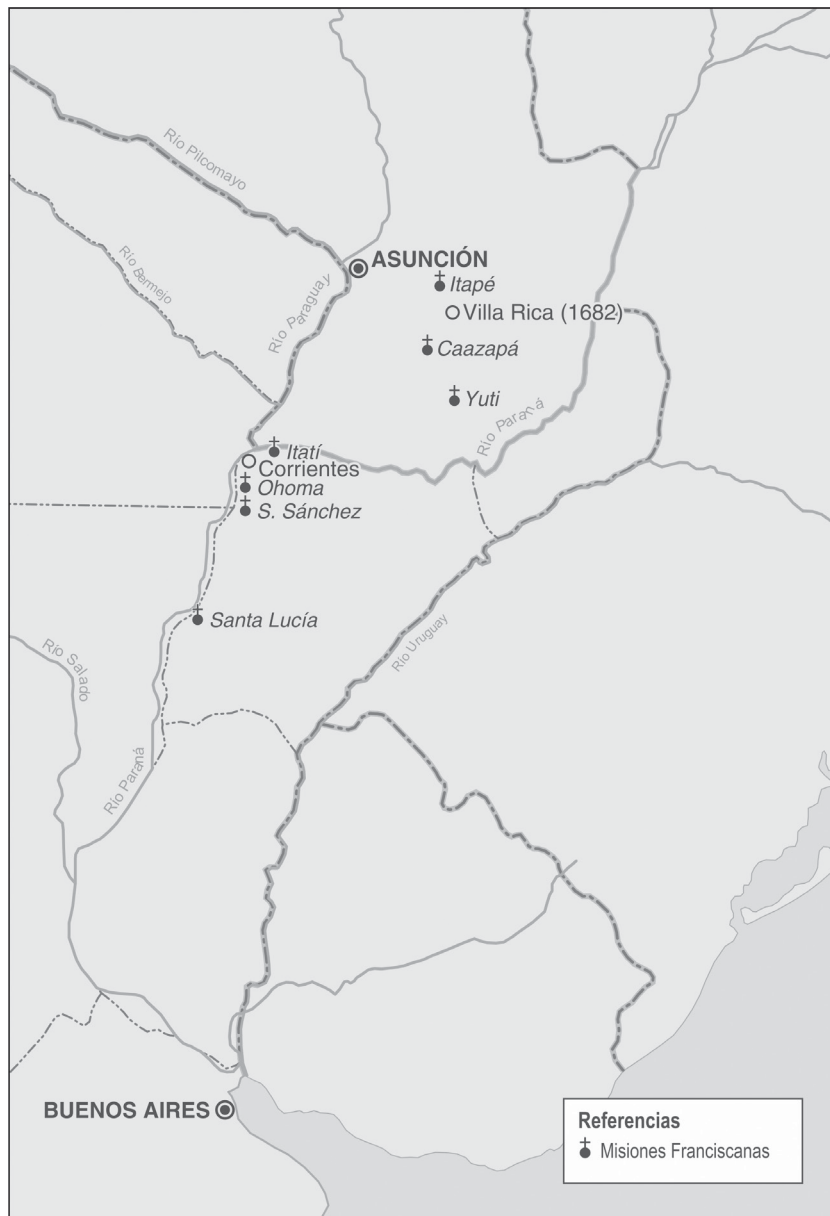 Río Pilcomayo
Río Bermejo
ASUNCIÓN
Itapé
Río Paraguay
Villa Rica (1682)
Caazapá
Yuti
Río Paraná
Itatí
Corrientes
Ohoma
S. Sánchez
Santa Lucía
Río Uruguay
Río Salado
Río Paraná
BUENOS AIRES
Referencias
Misiones Franciscanas